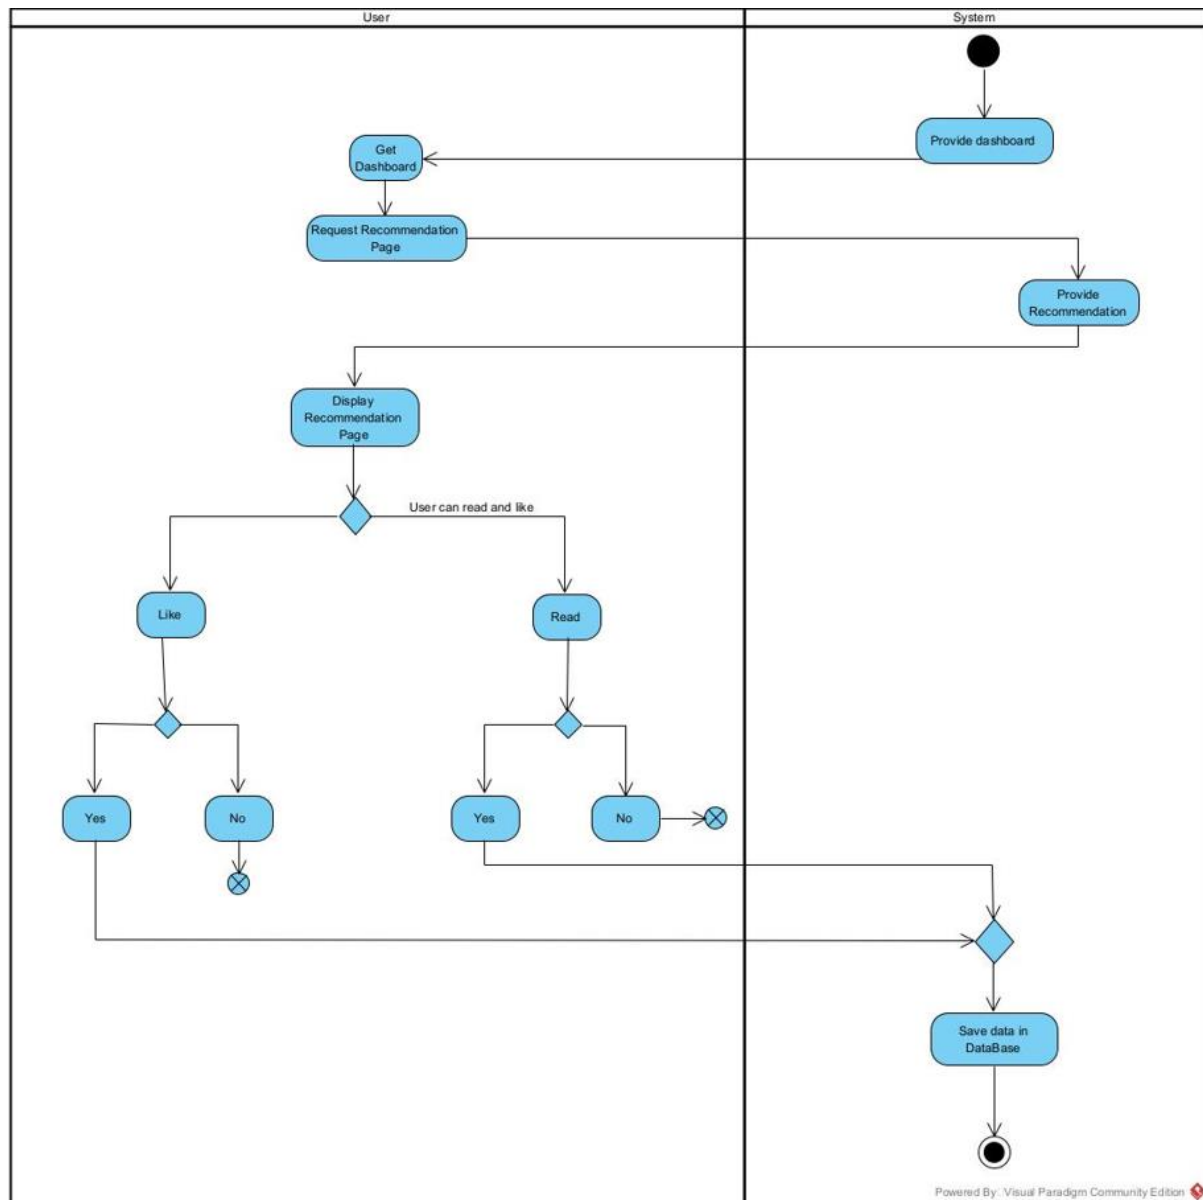 User
System
Provide dashboard
Get
Dashboard
Request Recommendation
Page
Provide
Recommendation
Display
Recommendation
Page
User can read and like
Like
Read
Yes
No
Yes
No
Save data in
DataBase
Powered By: Visual Paradigm Community Edition